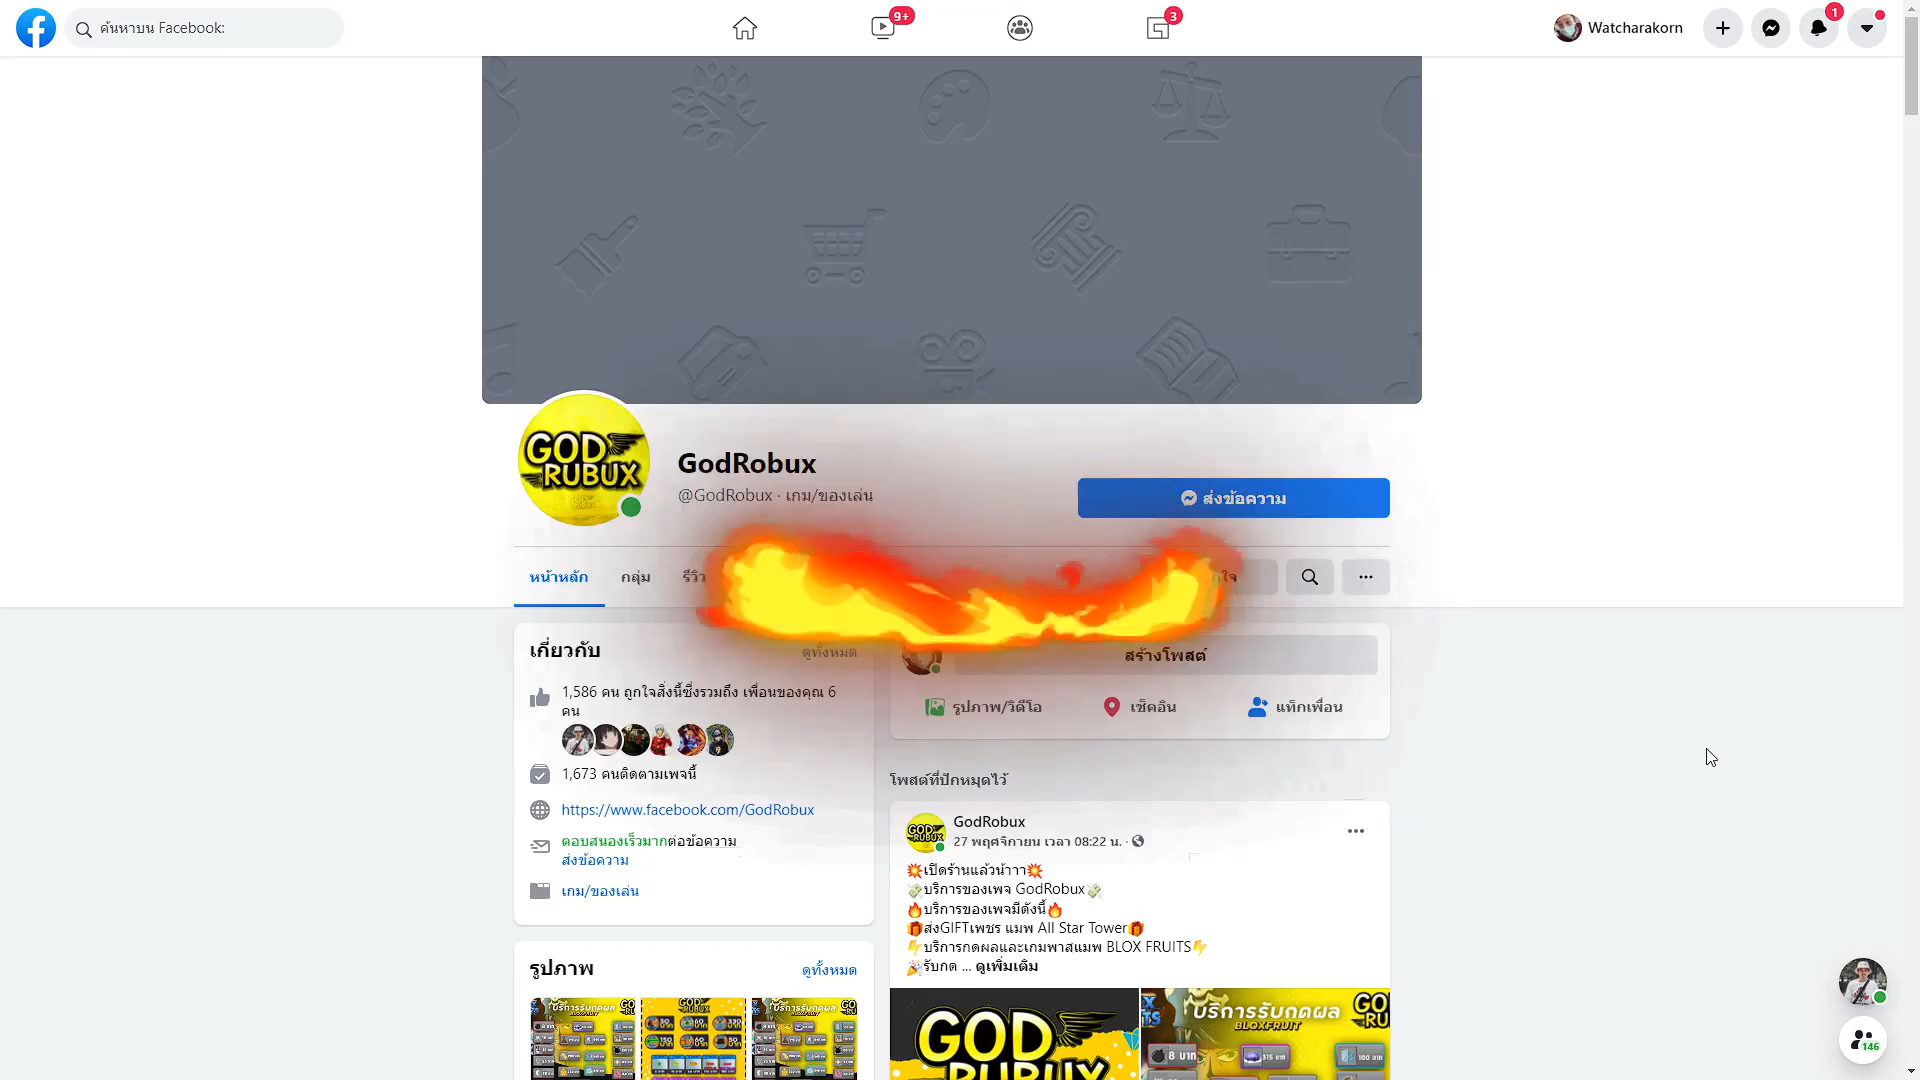 ค้นหาบน Facebook:
9+
3
Watcharakorn
1
GOD
RUBUX
GodRobux
@GodRobux · เกม/ของเล่น
ส่งข้อความ
หน้าหลัก
กลุ่ม
รีวิว
เกี่ยวกับ
ดูทั้งหมด
1,586 คน ถูกใจสิ่งนี้ซึ่งรวมถึง เพื่อนของคุณ 6
คน
1,673 คนติดตามเพจนี้
https://www.facebook.com/GodRobux
ตอบสนองเร็วมากต่อข้อความ
ส่งข้อความ
เกม/ของเล่น
รูปภาพ
ดูทั้งหมด
สร้างโพสต์
รูปภาพ/วิดีโอ
เช็คอิน
แท็กเพื่อน
โพสต์ที่ปักหมุดไว้
GodRobux
27 พฤศจิกายน เวลา 08:22 น. ·
💥เปิดร้านแล้วน้าาา💥
💸บริการของเพจ GodRobux💸
🔥บริการของเพจมีดังนี้🔥
🎁ส่งGIFTเพชร แมพ All Star Tower🎁
⚡บริการกดผลและเกมพาสแมพ BLOX FRUITS⚡
🎉รับกด ... ดูเพิ่มเติม
GOD
RUBUX
บริการรับกดผล
BLOXFRUIT
8 บาท
315 บาท
100 บาท
146